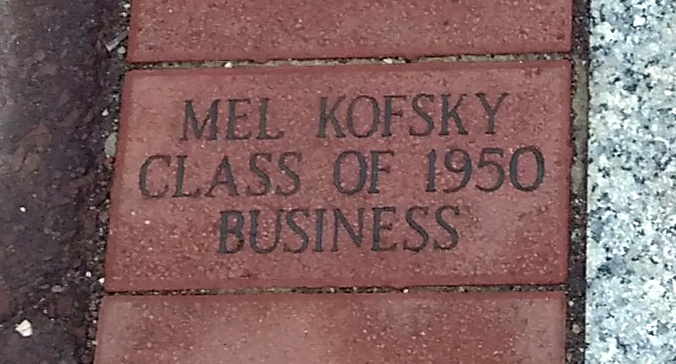 MEL KOFSKY
CLASS OF 1950
BUSINESS